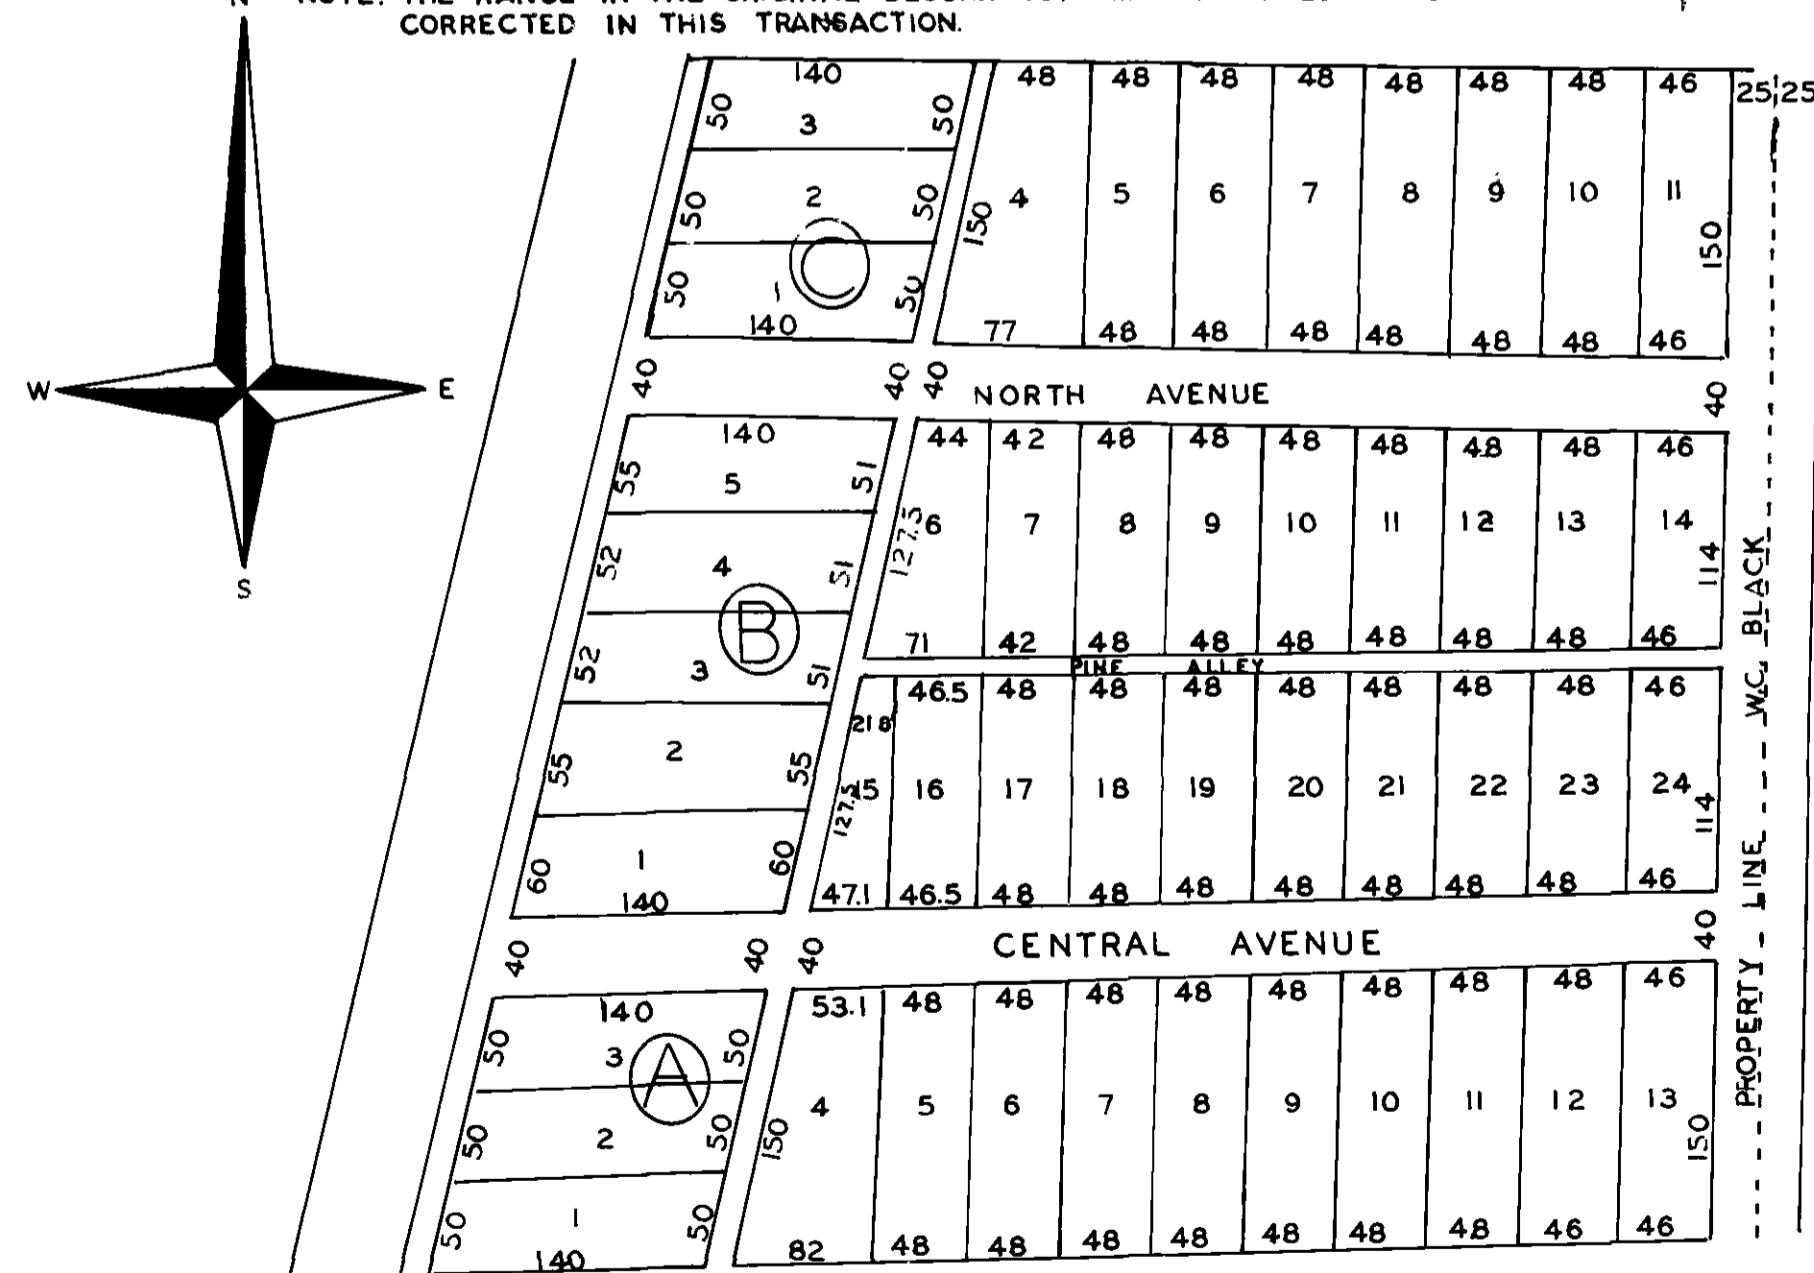 N NOTE: THE RANGE IN THE ORIGINAL
CORRECTED IN THIS TRANSACTION.
140 48 48 48 48 48 48 48 46 25 25
50 3 50
50 2 50 150 4 5 6 7 8 9 10 11 150
C
50 1 50
140 77 48 48 48 48 48 48 46
W E
40 40 40 NORTH AVENUE 40
140 44 42 48 48 48 48 48 48 46
55 5 51
127.5 6 7 8 9 10 11 12 13 14 114
52 4 51
S
B
52 3 51
71 42 48 48 48 48 48 48 46
PINE ALLEY
46.5 48 48 48 48 48 48 48 46
21 8
55 2 55
127.5 15 16 17 18 19 20 21 22 23 24 114
60 1 60
140 47.1 46.5 48 48 48 48 48 48 48 46
40 40 40 CENTRAL AVENUE 40
PROPERTY LINE W.C. BLACK
140 53.1 48 48 48 48 48 48 48 48 46
50 3 50
A
4 5 6 7 8 9 10 11 12 13
50 2 50 150 150
50 1 50
140 82 48 48 48 48 48 48 48 46 46